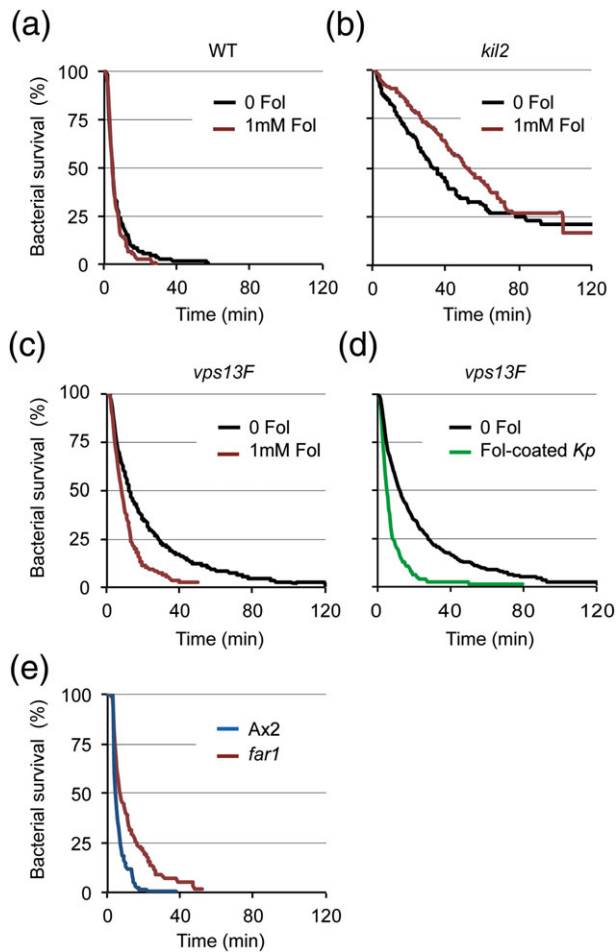 (a)
WT
Bacterial survival (%)
100
75
50
25
0
0 Fol
1mM Fol
0 40 80 120
Time (min)
(b)
kil2
100
75
50
25
0
0 Fol
1mM Fol
0 40 80 120
Time (min)
(c)
vps13F
Bacterial survival (%)
100
75
50
25
0
0 Fol
1mM Fol
0 40 80 120
Time (min)
(d)
vps13F
100
75
50
25
0
0 Fol
Fol-coated Kp
0 40 80 120
Time (min)
(e)
Bacterial survival (%)
100
75
50
25
0
Ax2
far1
0 40 80 120
Time (min)